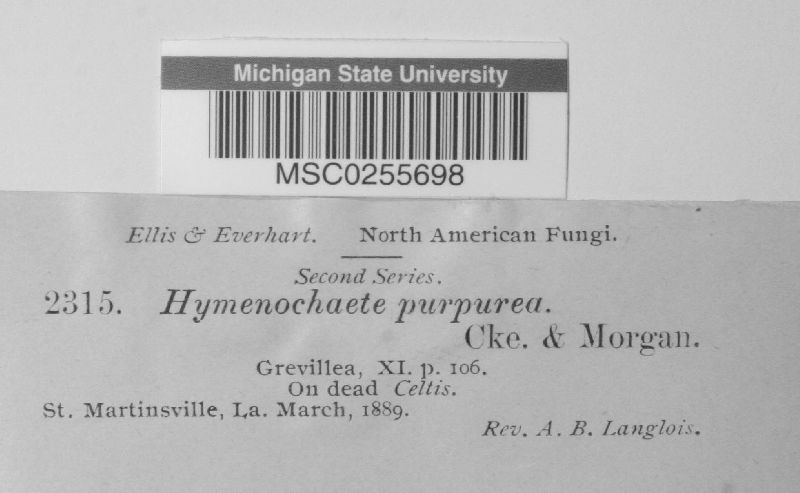 Michigan State University
MSC0255698
Ellis & Everhart. North American Fungi.
Second Series.
2315. Hymenochaete purpurea.
Cke. & Morgan.
Grevillea, XI. p. 106.
On dead Celtis.
St. Martinsville, La. March, 1889.
Rev. A. B. Langlois.